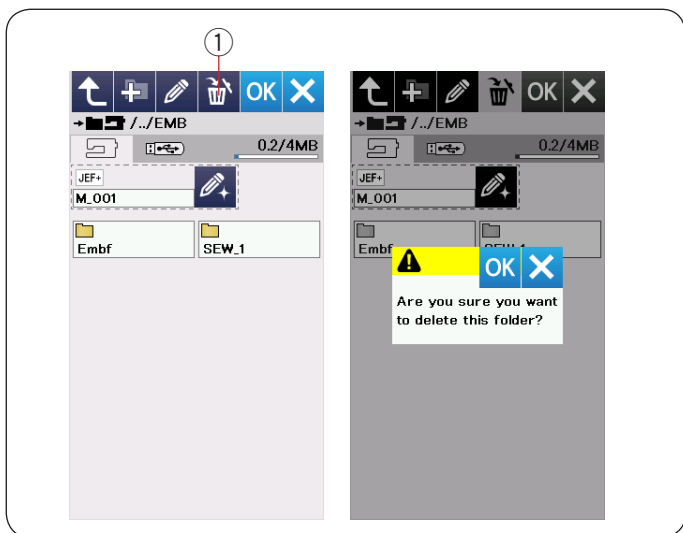 ①
OK
/../EMB
0.2/4MB
JEF+
M_001
Embf
SEW_1
OK
/../EMB
0.2/4MB
JEF+
M_001
Embf
OK
Are you sure you want
to delete this folder?